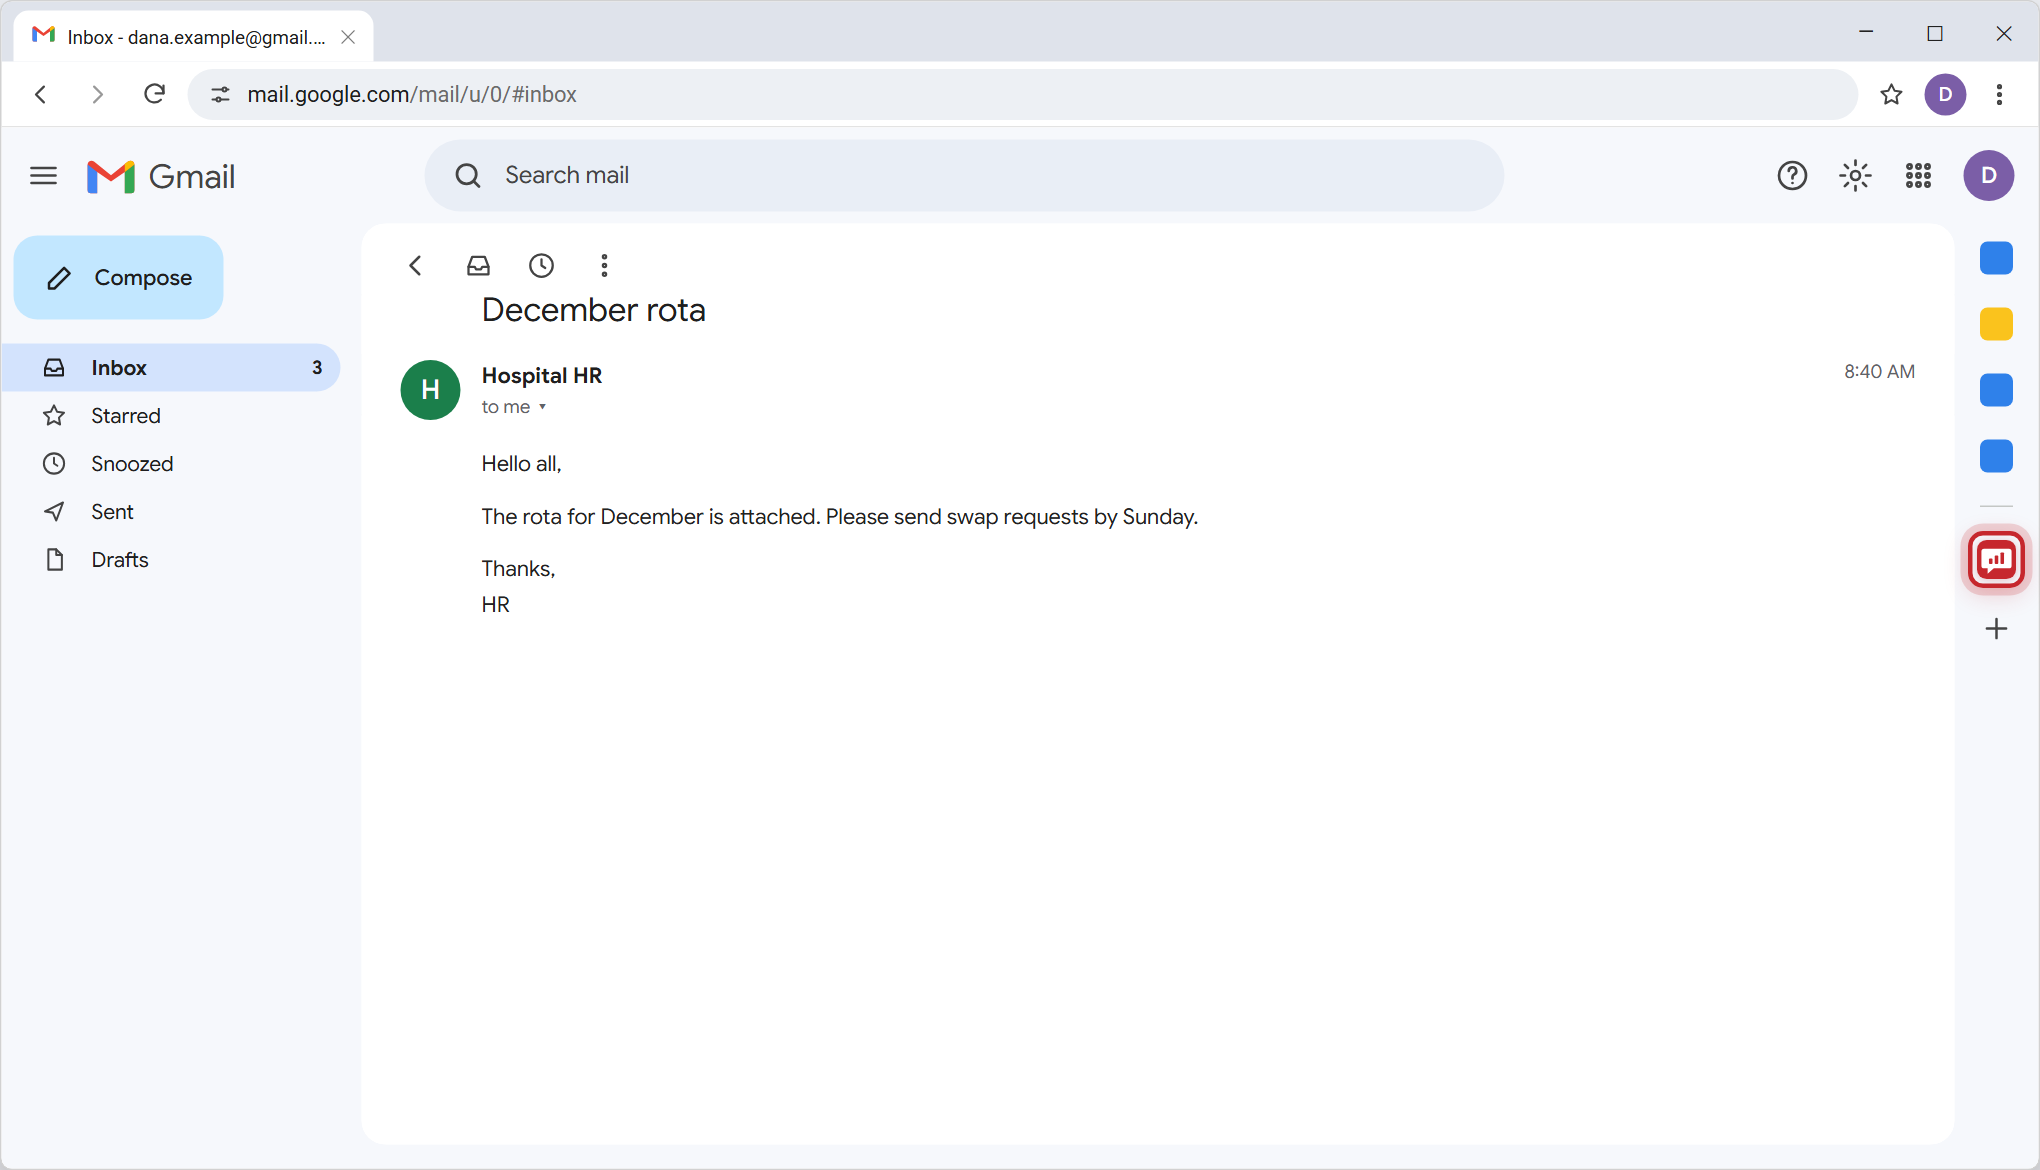 Inbox - dana.example@gmail....
mail.google.com/mail/u/0/#inbox
D
Gmail
Search mail
D
Compose
Inbox 3
Starred
Snoozed
Sent
Drafts
December rota
H
Hospital HR
8:40 AM
to me
Hello all,
The rota for December is attached. Please send swap requests by Sunday.
Thanks,
HR